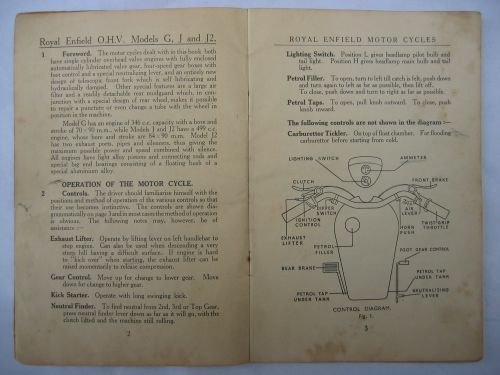 Royal Enfield O.H.V. Models G, J and J2.
1 Foreword. The motor cycles dealt with in this book both
have single cylinder overhead valve engines with fully enclosed
automatically lubricated valve gear, four-speed gear boxes with
foot control and a special neutralizing lever, and an entirely new
design of telescopic front fork which is self lubricating and
hydraulically damped. Other special features are a large air
filter and a readily detachable rear mudguard which, in con-
junction with a special design of rear wheel, makes it possible
to repair a puncture or even change a tube with the wheel in
position in the machine.
Model G has an engine of 346 c.c. capacity with a bore and
stroke of 70 × 90 m.m., while Models J and J2 have a 499 c.c.
engine, whose bore and stroke are 84 × 90 m.m. Model J2
has two exhaust ports, pipes and silencers, thus giving the
maximum possible power and speed combined with silence.
All engines have light alloy pistons and connecting rods and
special big end bearings consisting of a floating bush of a
special aluminium alloy.
OPERATION OF THE MOTOR CYCLE.
2 Controls. The driver should familiarise himself with the
position and method of operation of the various controls so that
their use becomes instinctive. The controls are shown dia-
grammatically on page 3 and in most cases the method of operation
is obvious. The following notes may, however, be of
assistance :—
Exhaust Lifter. Operate by lifting lever on left handlebar to
stop engine. Can also be used when descending a very
steep hill having a difficult surface. If engine is hard
to "kick over" when starting, the exhaust lifter can be
raised momentarily to release compression.
Gear Control. Move up for change to lower gear. Move
down for change to higher gear.
Kick Starter. Operate with long swinging kick.
Neutral Finder. To find neutral from 2nd, 3rd or Top Gear,
press neutral finder lever down as far as it will go, with the
clutch lifted and the machine still rolling.
2
ROYAL ENFIELD MOTOR CYCLES
Lighting Switch. Position L gives headlamp pilot bulb and
tail light. Position H gives headlamp main bulb and tail
light.
Petrol Filler. To open, turn to left till catch is felt, push down
and turn again to left as far as possible, then lift off.
To close, push down and turn to right as far as possible.
Petrol Taps. To open, pull knob outward. To close, push
knob inward.
The following controls are not shown in the diagram :—
Carburettor Tickler. On top of float chamber. For flooding
carburettor before starting from cold.
LIGHTING SWITCH
AMMETER
CLUTCH
FRONT BRAKE
DIPPER SWITCH
AIR LEVER
IGNITION CONTROL
HORN PUSH
TWIST-GRIP THROTTLE
EXHAUST LIFTER
PETROL FILLER
FOOT GEAR CONTROL
REAR BRAKE
PETROL TAP UNDER TANK
PETROL TAP UNDER TANK
NEUTRALIZING LEVER
CONTROL DIAGRAM.
Fig. 1.
3